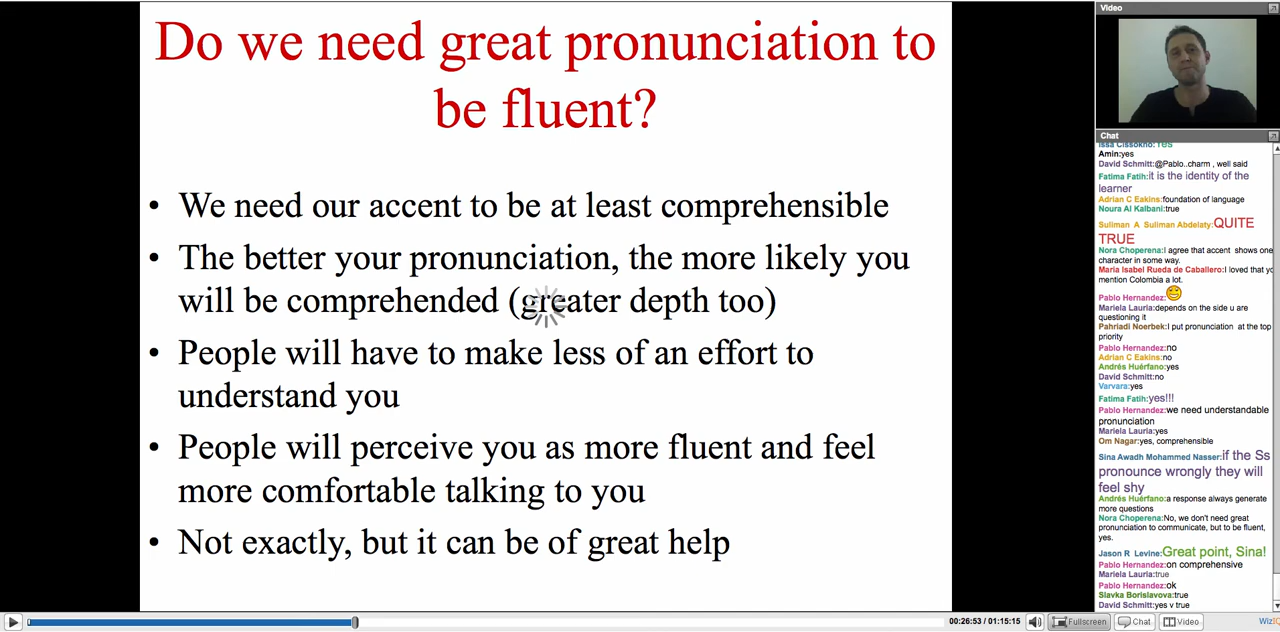 Do we need great pronunciation to
be fluent?
• We need our accent to be at least comprehensible
• The better your pronunciation, the more likely you
will be comprehended (greater depth too)
• People will have to make less of an effort to
understand you
• People will perceive you as more fluent and feel
more comfortable talking to you
• Not exactly, but it can be of great help
Video
Chat
Issa Cissokho:Yes
Amin:yes
David Schmitt:@Pablo..charm , well said
Fatima Fatih:it is the identity of the
learner
Adrian C Eakins:foundation of language
Noura Al Kalbani:true
Suliman A Suliman Abdelaty:QUITE
TRUE
Nora Choperena:I agree that accent shows one
character in some way.
Maria Isabel Rueda de Caballero:I loved that yo
mention Colombia a lot.
Pablo Hernandez:
Mariela Lauria:depends on the side u are
questioning it
Pahriadi Noerbek:I put pronunciation at the top
priority
Pablo Hernandez:no
Adrian C Eakins:no
Andrés Huérfano:yes
David Schmitt:no
Varvara:yes
Fatima Fatih:yes!!!
Pablo Hernandez:we need understandable
pronunciation
Mariela Lauria:yes
Om Nagar:yes, comprehensible
Sina Awadh Mohammed Nasser:if the Ss
pronounce wrongly they will
feel shy
Andrés Huérfano:a response always generate
more questions
Nora Choperena:No, we don't need great
pronunciation to communicate, but to be fluent,
yes.
Jason R Levine:Great point, Sina!
Pablo Hernandez:on comprehensive
Mariela Lauria:true
Pablo Hernandez:ok
Slavka Borislavova:true
David Schmitt:yes v true
00:26:53 / 01:15:15
Fullscreen
Chat
Video
WizIQ